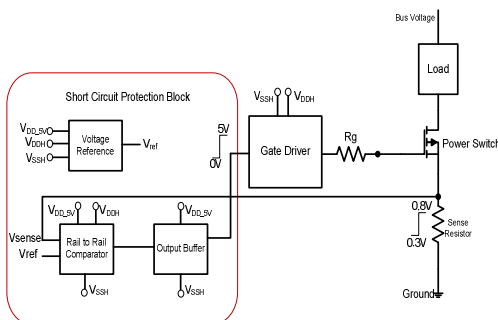 Bus Voltage
Load
Short Circuit Protection Block
VSSH VDDH
VDD_5V
VDDH
VSSH
Voltage
Reference
Vref
5V
0V
Gate Driver
Rg
Power Switch
VDD_5V VDDH
VDD_5V
Vsense
Vref
Rail to Rail
Comparator
Output Buffer
VSSH
VSSH
0.8V
0.3V
Sense
Resistor
Ground